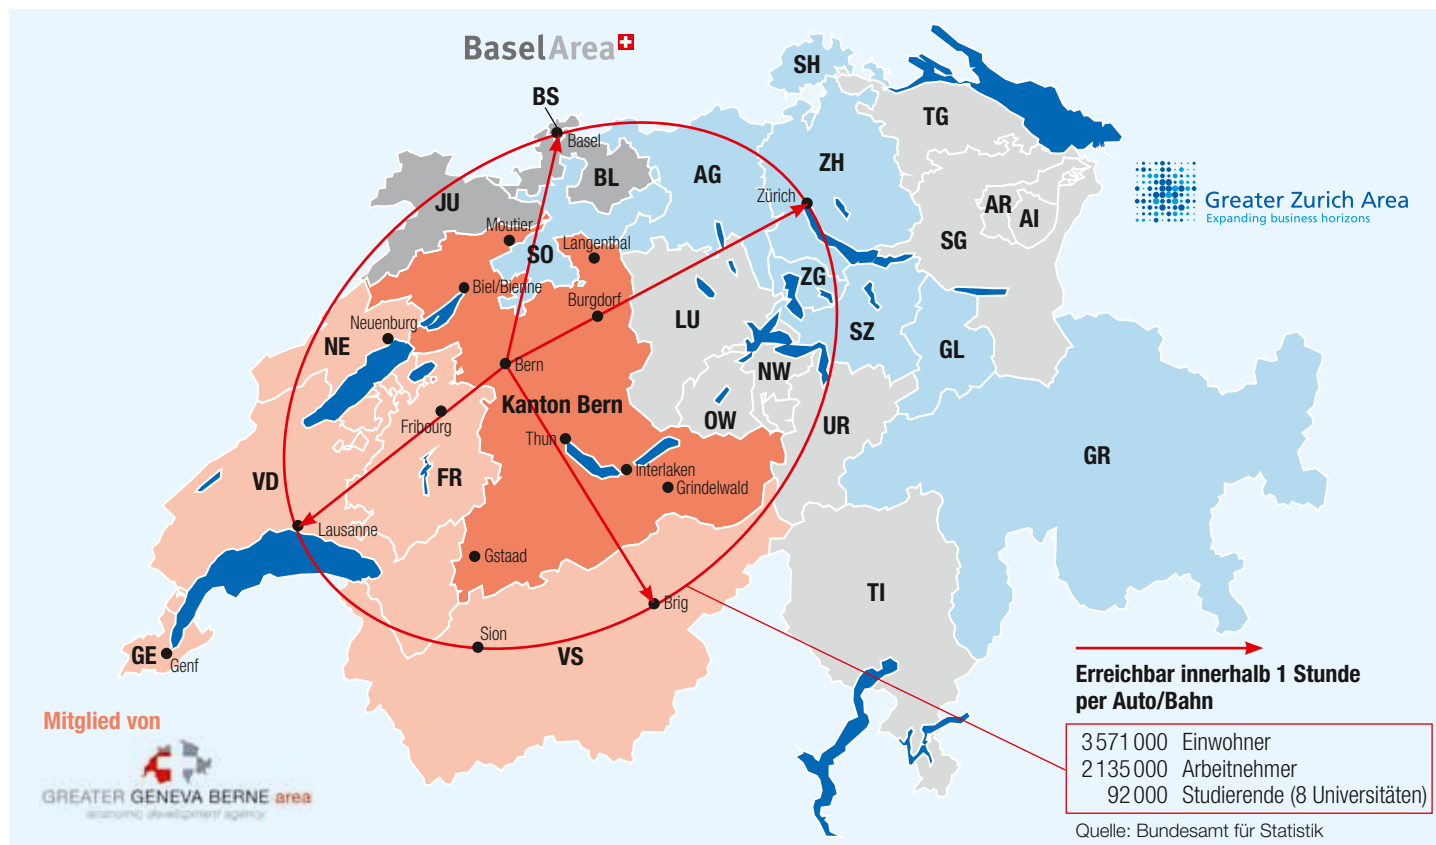 BaselArea
BS
Basel
SH
TG
BL
AG
ZH
Zürich
JU
Moutier
SO
Langenthal
AR
AI
SG
Greater Zurich Area
Expanding business horizons
ZG
Biel/Bienne
Burgdorf
Neuenburg
NE
LU
SZ
GL
Bern
NW
Kanton Bern
OW
UR
Fribourg
Thun
GR
Interlaken
Grindelwald
VD
FR
Lausanne
Gstaad
TI
Brig
Sion
VS
GE
Genf
Erreichbar innerhalb 1 Stunde
per Auto/Bahn
Mitglied von
GREATER GENEVA BERNE area
economic development agency
3 571 000 Einwohner
2 135 000 Arbeitnehmer
92 000 Studierende (8 Universitäten)
Quelle: Bundesamt für Statistik